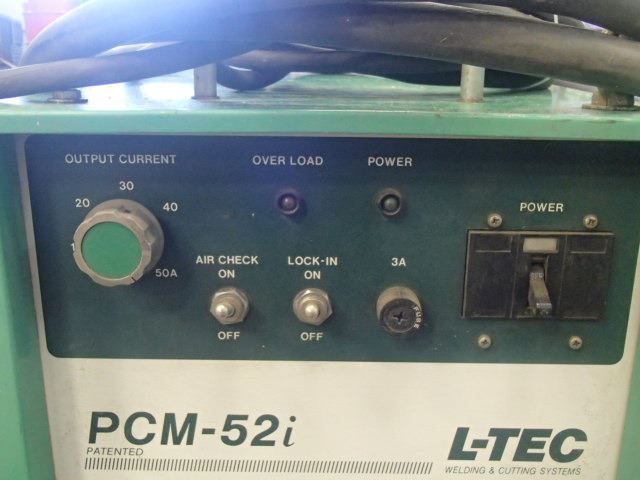 OUTPUT CURRENT
OVER LOAD
POWER
30
20
40
50A
POWER
AIR CHECK
ON
LOCK-IN
ON
3A
FUSE
OFF
OFF
PCM-52i
PATENTED
L-TEC
WELDING & CUTTING SYSTEMS